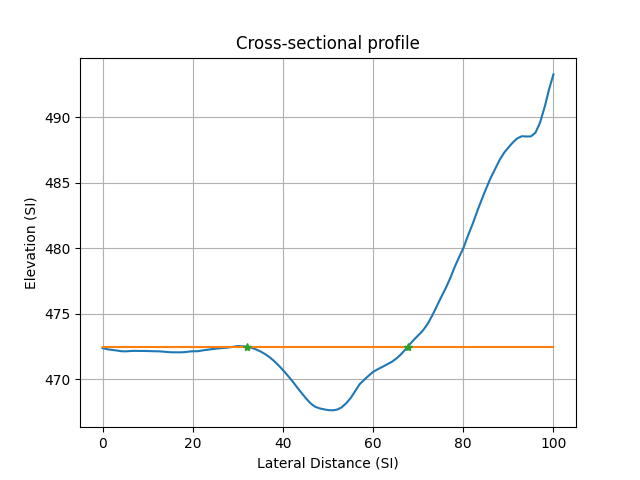 Cross-sectional profile
Elevation (SI)
490
485
480
475
470
0 20 40 60 80 100
Lateral Distance (SI)